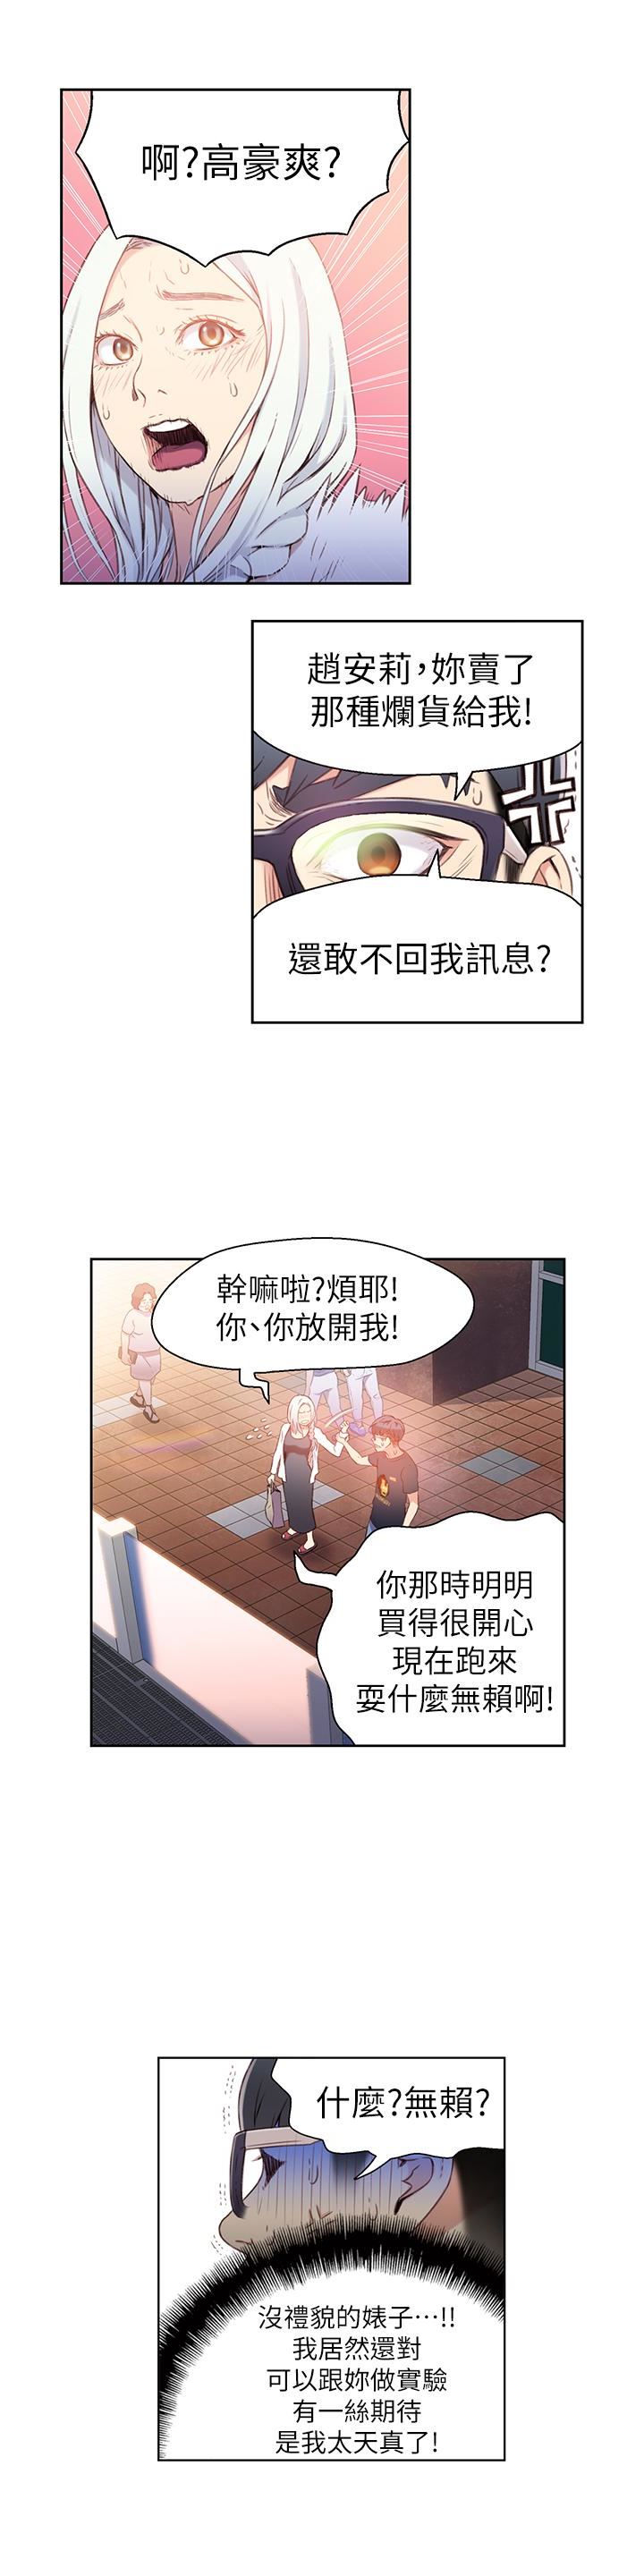 啊?高豪爽?
趙安莉,妳賣了
那種爛貨給我!
還敢不回我訊息?
幹嘛啦?煩耶!
你、你放開我!
你那時明明
買得很開心
現在跑來
耍什麼無賴啊!
什麼?無賴?
沒禮貌的婊子…!!
我居然還對
可以跟妳做實驗
有一絲期待
是我太天真了!